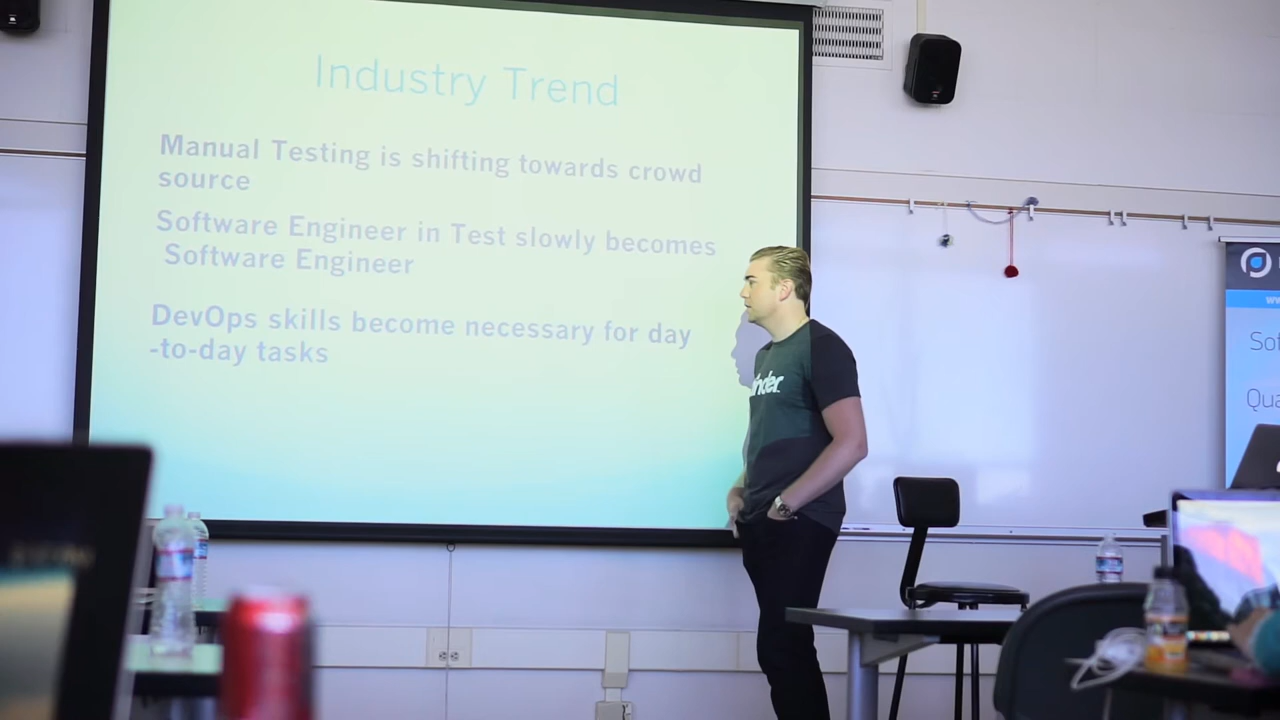 Industry Trend
Manual Testing is shifting towards crowd
source
Software Engineer in Test slowly becomes
Software Engineer
DevOps skills become necessary for day
-to-day tasks